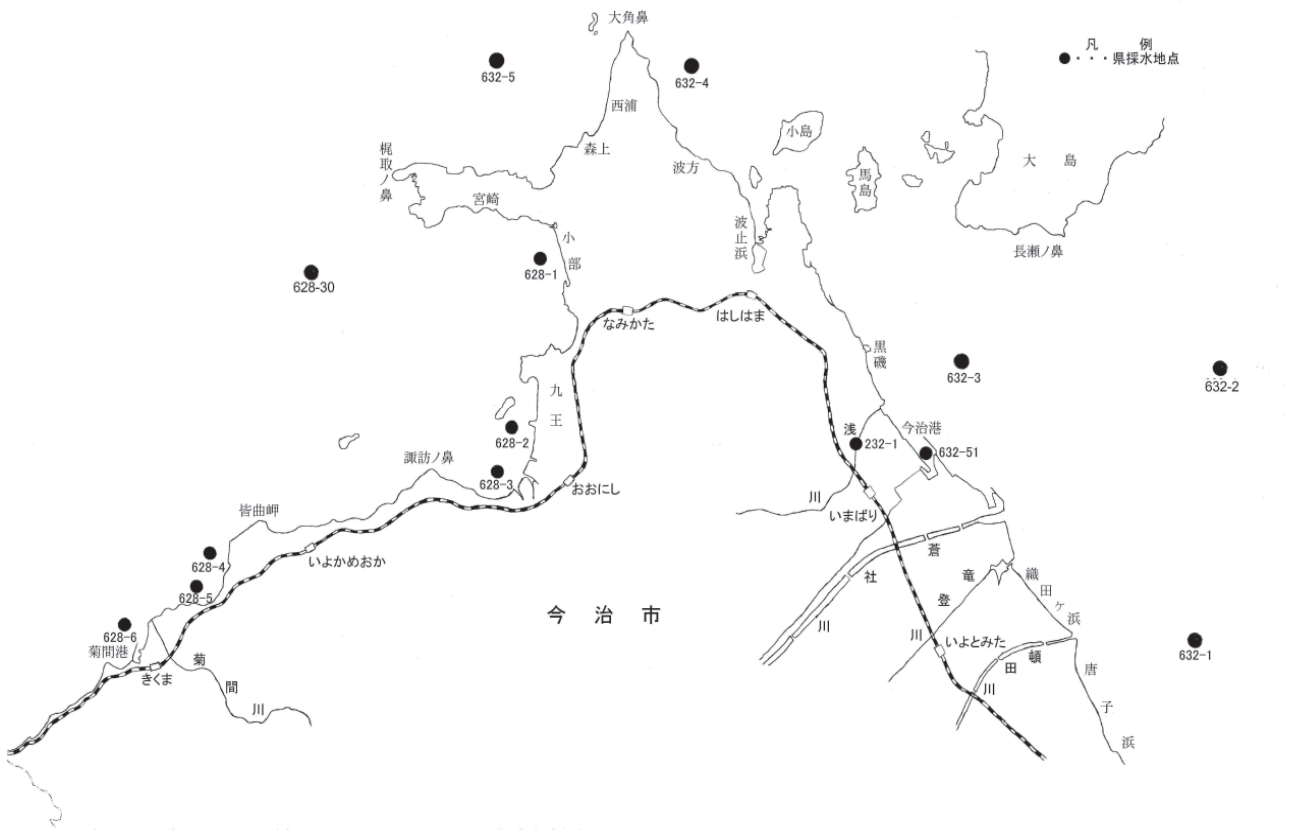 大角鼻
凡 例
●・・・県採水地点
632-5
632-4
西浦
小島
森上
梶取ノ鼻
波方
大 島
馬島
宮崎
波止浜
小部
長瀬ノ鼻
628-1
628-30
なみかた
はしはま
黒磯
632-3
632-2
九王
628-2
浅
232-1
今治港
632-51
諏訪ノ鼻
628-3
おおにし
川
いまばり
皆曲岬
628-4
いよかめおか
蒼
社
川
竜
登
川
織田ヶ浜
628-5
今 治 市
628-6
菊間港
いよとみた
632-1
頓
田
川
唐子浜
きくま
菊
間
川